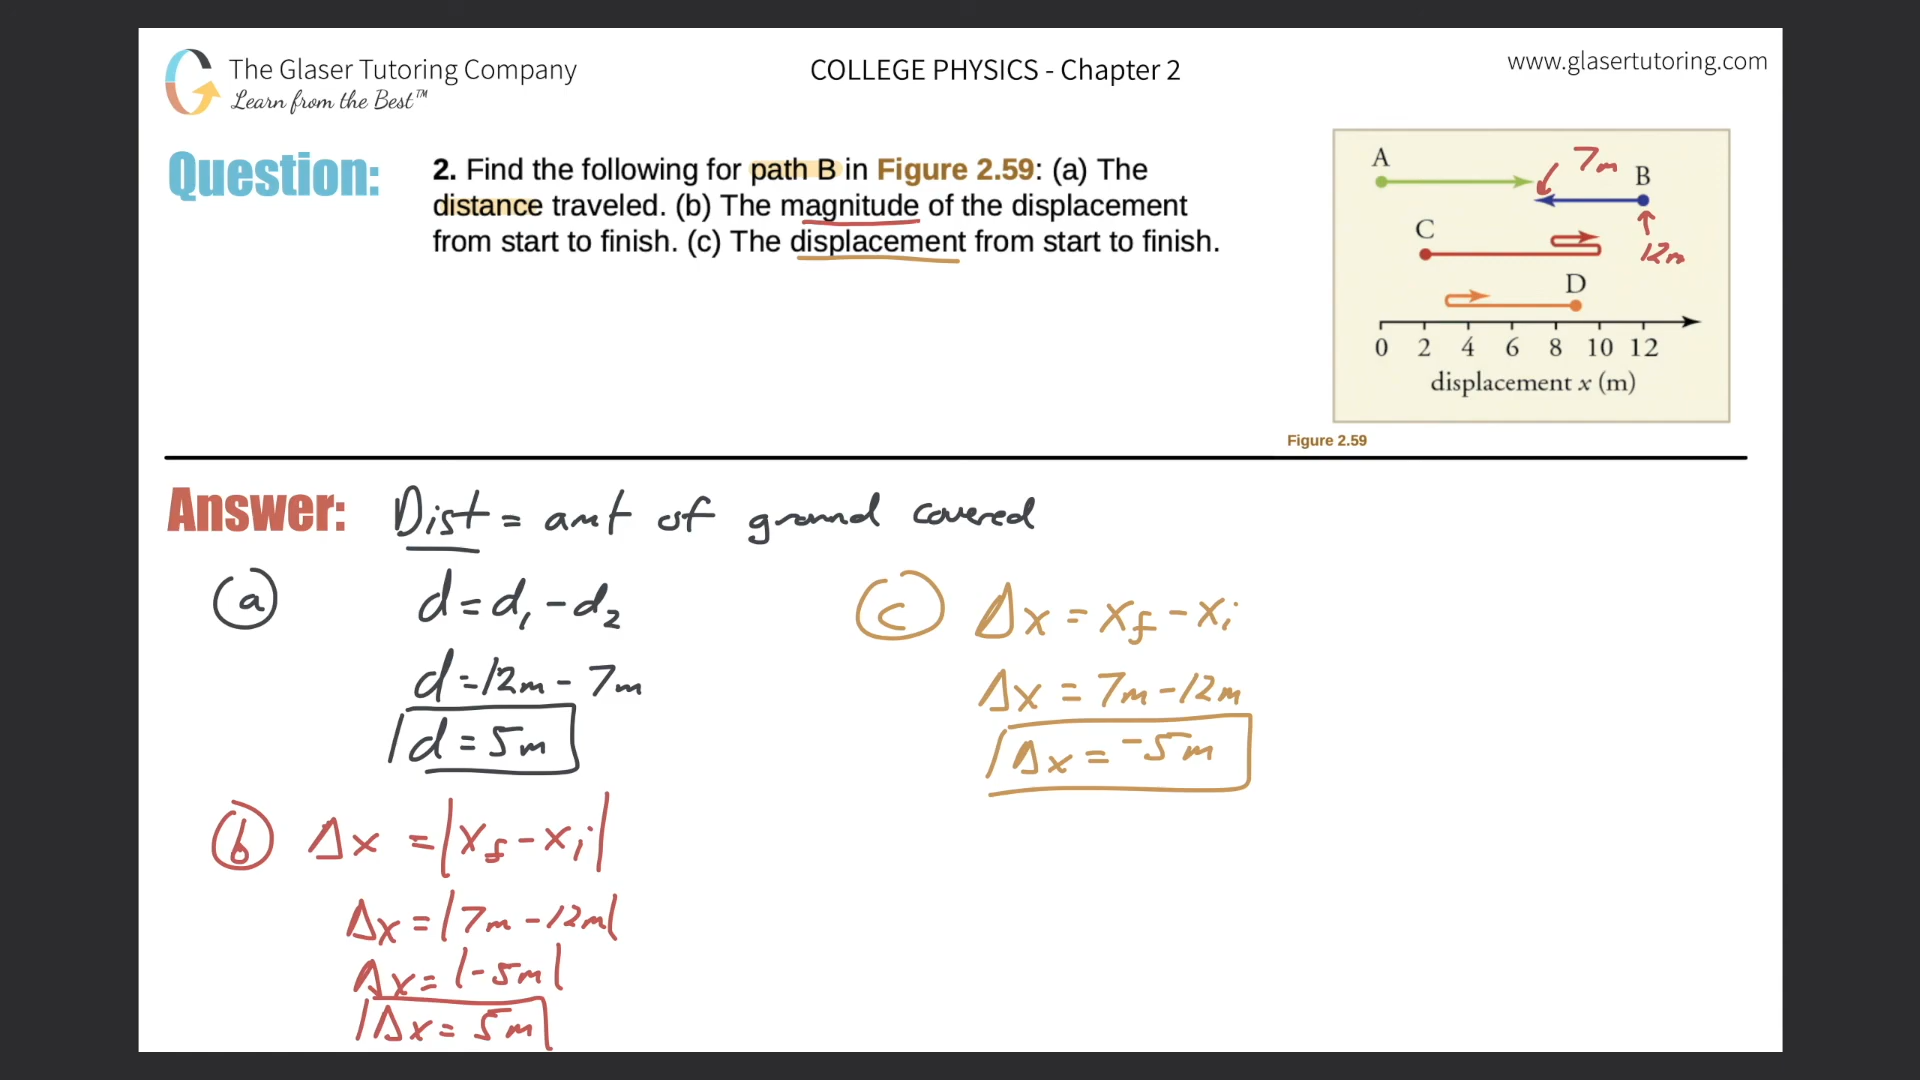 The Glaser Tutoring Company
Learn from the Best™
COLLEGE PHYSICS - Chapter 2
www.glasertutoring.com
Question:
2. Find the following for path B in Figure 2.59: (a) The
distance traveled. (b) The magnitude of the displacement
from start to finish. (c) The displacement from start to finish.
A
7m
B
C
12m
D
0 2 4 6 8 10 12
displacement x (m)
Figure 2.59
Answer:
Dist = amt of ground covered
(a) d = d₁ - d₂
d = 12m - 7m
d = 5m
(b) Δx = |xf - xi|
Δx = |7m - 12m|
Δx = |-5m|
Δx = 5m
(c) Δx = xf - xi
Δx = 7m - 12m
Δx = -5m